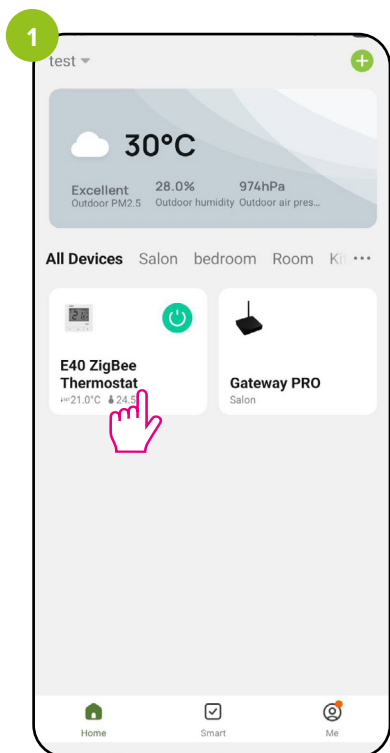 1
test
30°C
Excellent 28.0% 974hPa
Outdoor PM2.5 Outdoor humidity Outdoor air pres...
All Devices Salon bedroom Room
E40 ZigBee
Thermostat
21.0°C 24.5
Gateway PRO
Salon
Home Smart Me